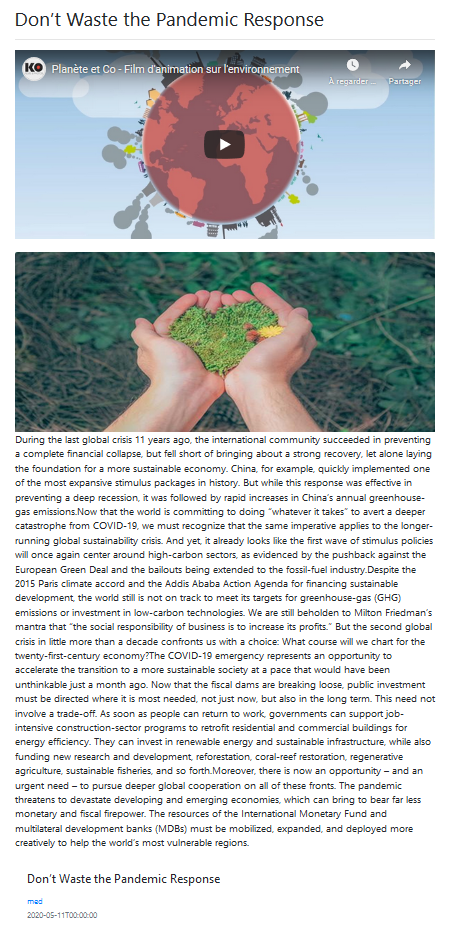 Don’t Waste the Pandemic Response
KO Planète et Co - Film d'animation sur l'environnement
À regarder ... Partager
During the last global crisis 11 years ago, the international community succeeded in preventing
a complete financial collapse, but fell short of bringing about a strong recovery, let alone laying
the foundation for a more sustainable economy. China, for example, quickly implemented one
of the most expansive stimulus packages in history. But while this response was effective in
preventing a deep recession, it was followed by rapid increases in China’s annual greenhouse-
gas emissions.Now that the world is committing to doing “whatever it takes” to avert a deeper
catastrophe from COVID-19, we must recognize that the same imperative applies to the longer-
running global sustainability crisis. And yet, it already looks like the first wave of stimulus policies
will once again center around high-carbon sectors, as evidenced by the pushback against the
European Green Deal and the bailouts being extended to the fossil-fuel industry.Despite the
2015 Paris climate accord and the Addis Ababa Action Agenda for financing sustainable
development, the world still is not on track to meet its targets for greenhouse-gas (GHG)
emissions or investment in low-carbon technologies. We are still beholden to Milton Friedman’s
mantra that “the social responsibility of business is to increase its profits.” But the second global
crisis in little more than a decade confronts us with a choice: What course will we chart for the
twenty-first-century economy?The COVID-19 emergency represents an opportunity to
accelerate the transition to a more sustainable society at a pace that would have been
unthinkable just a month ago. Now that the fiscal dams are breaking loose, public investment
must be directed where it is most needed, not just now, but also in the long term. This need not
involve a trade-off. As soon as people can return to work, governments can support job-
intensive construction-sector programs to retrofit residential and commercial buildings for
energy efficiency. They can invest in renewable energy and sustainable infrastructure, while also
funding new research and development, reforestation, coral-reef restoration, regenerative
agriculture, sustainable fisheries, and so forth.Moreover, there is now an opportunity – and an
urgent need – to pursue deeper global cooperation on all of these fronts. The pandemic
threatens to devastate developing and emerging economies, which can bring to bear far less
monetary and fiscal firepower. The resources of the International Monetary Fund and
multilateral development banks (MDBs) must be mobilized, expanded, and deployed more
creatively to help the world’s most vulnerable regions.
Don’t Waste the Pandemic Response
med
2020-05-11T00:00:00